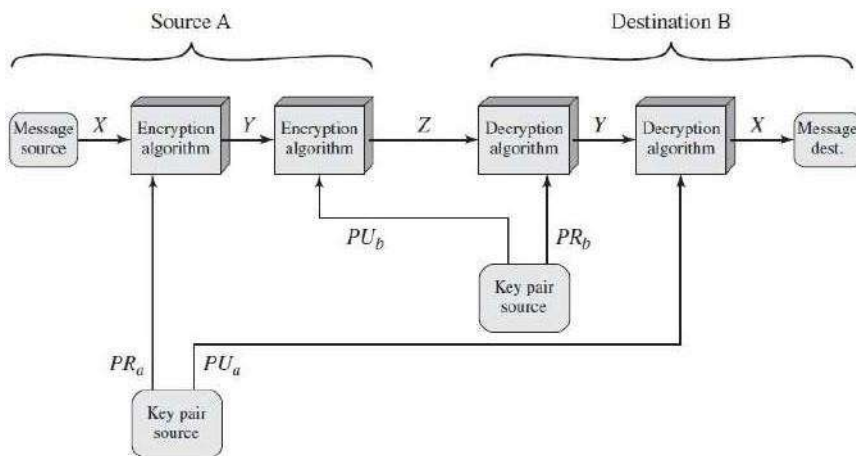 Source A
Destination B
Message
source
X
Encryption
algorithm
Y
Encryption
algorithm
Z
Decryption
algorithm
Y
Decryption
algorithm
X
Message
dest.
PUb
PRb
Key pair
source
PRa
PUa
Key pair
source